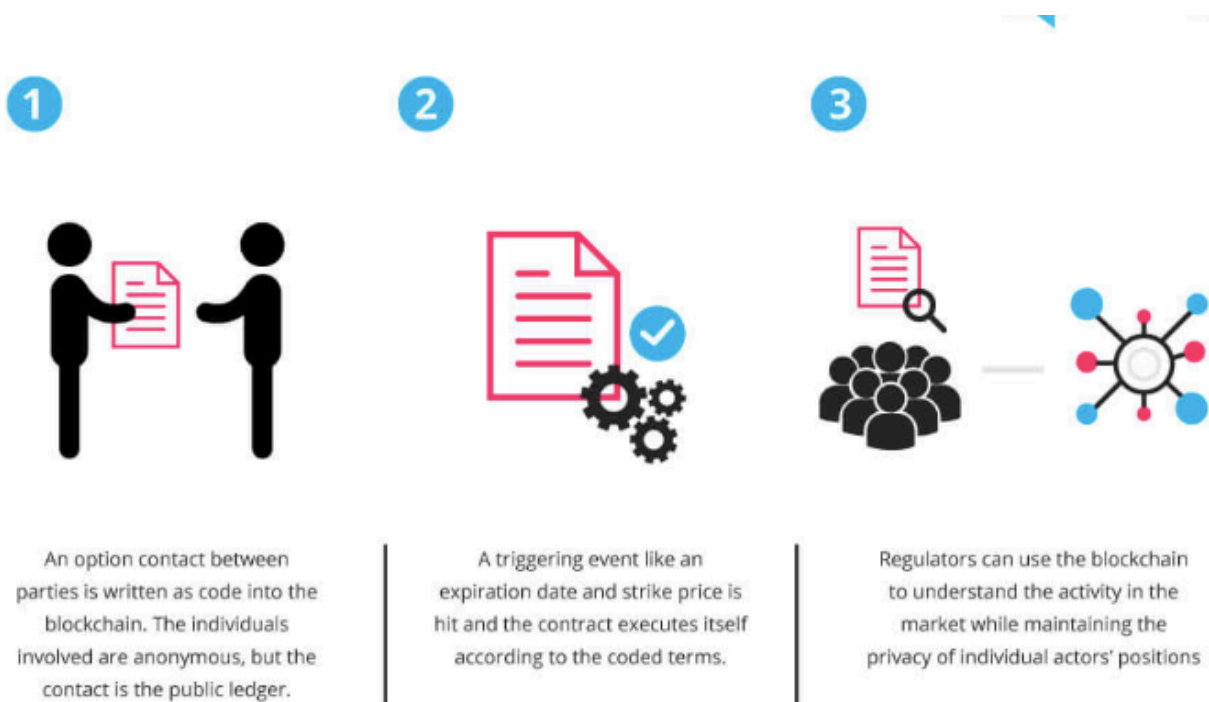 1
An option contact between
parties is written as code into the
blockchain. The individuals
involved are anonymous, but the
contact is the public ledger.
2
A triggering event like an
expiration date and strike price is
hit and the contract executes itself
according to the coded terms.
3
Regulators can use the blockchain
to understand the activity in the
market while maintaining the
privacy of individual actors' positions